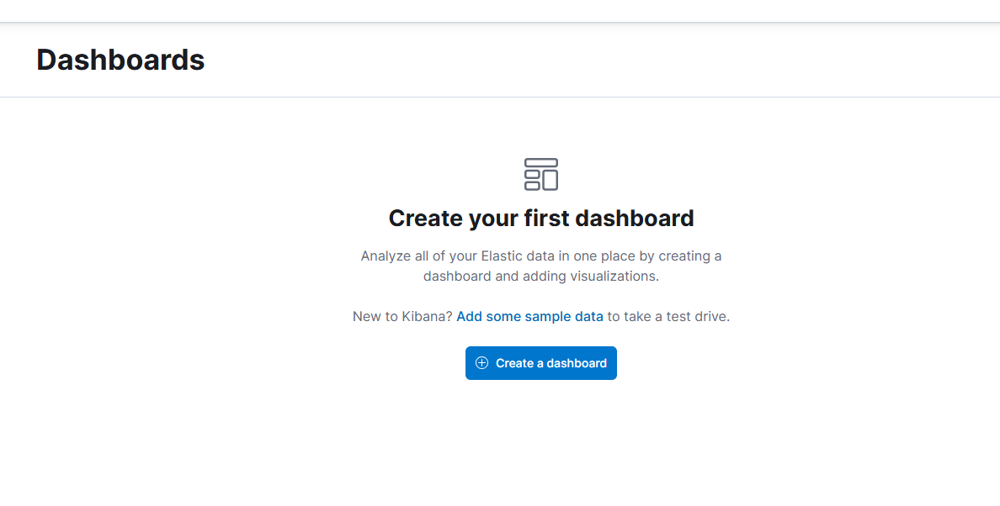 Dashboards
Create your first dashboard
Analyze all of your Elastic data in one place by creating a
dashboard and adding visualizations.
New to Kibana? Add some sample data to take a test drive.
Create a dashboard